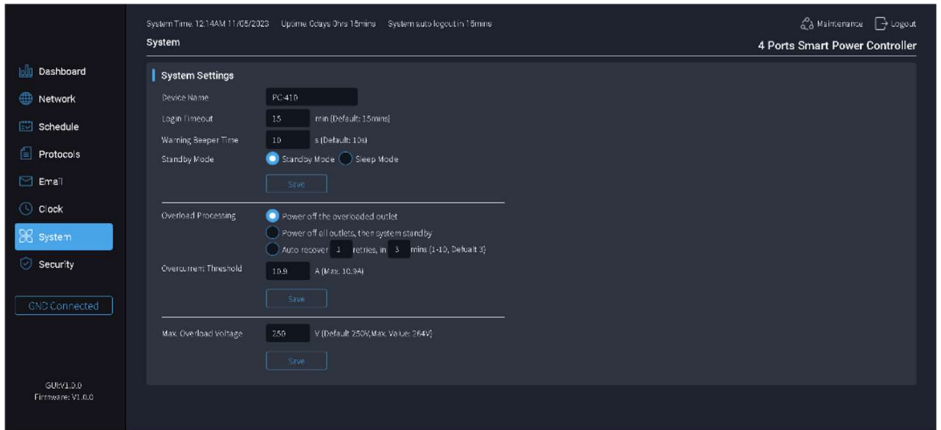 System Time: 12:14AM 11/05/2023 Uptime: 0days 0hrs 16mins System auto logout in 16mins
Maintenance Logout
System
4 Ports Smart Power Controller
Dashboard
Network
Schedule
Protocols
Email
Clock
System
Security
GND Connected
GUI:V1.0.0
Firmware: V1.0.0
System Settings
Device Name PC-410
Login Timeout 15 min (Default: 15mins)
Warning Beeper Time 10 s (Default: 10s)
Standby Mode Standby Mode Sleep Mode
Save
Overload Processing Power off the overloaded outlet
Power off all outlets, then system standby
Auto recover 1 retries, in 3 mins (1-10, Defualt 3)
Overcurrent Threshold 10.9 A (Max. 10.9A)
Save
Max. Overload Voltage 250 V (Default 250V, Max. Value: 264V)
Save